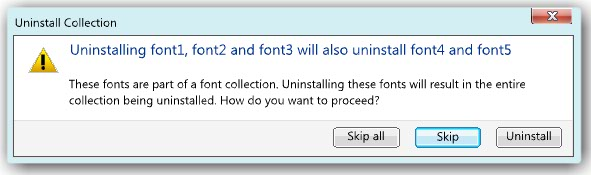 Uninstall Collection
Uninstalling font1, font2 and font3 will also uninstall font4 and font5
These fonts are part of a font collection. Uninstalling these fonts will result in the entire
collection being uninstalled. How do you want to proceed?
Skip all Skip Uninstall